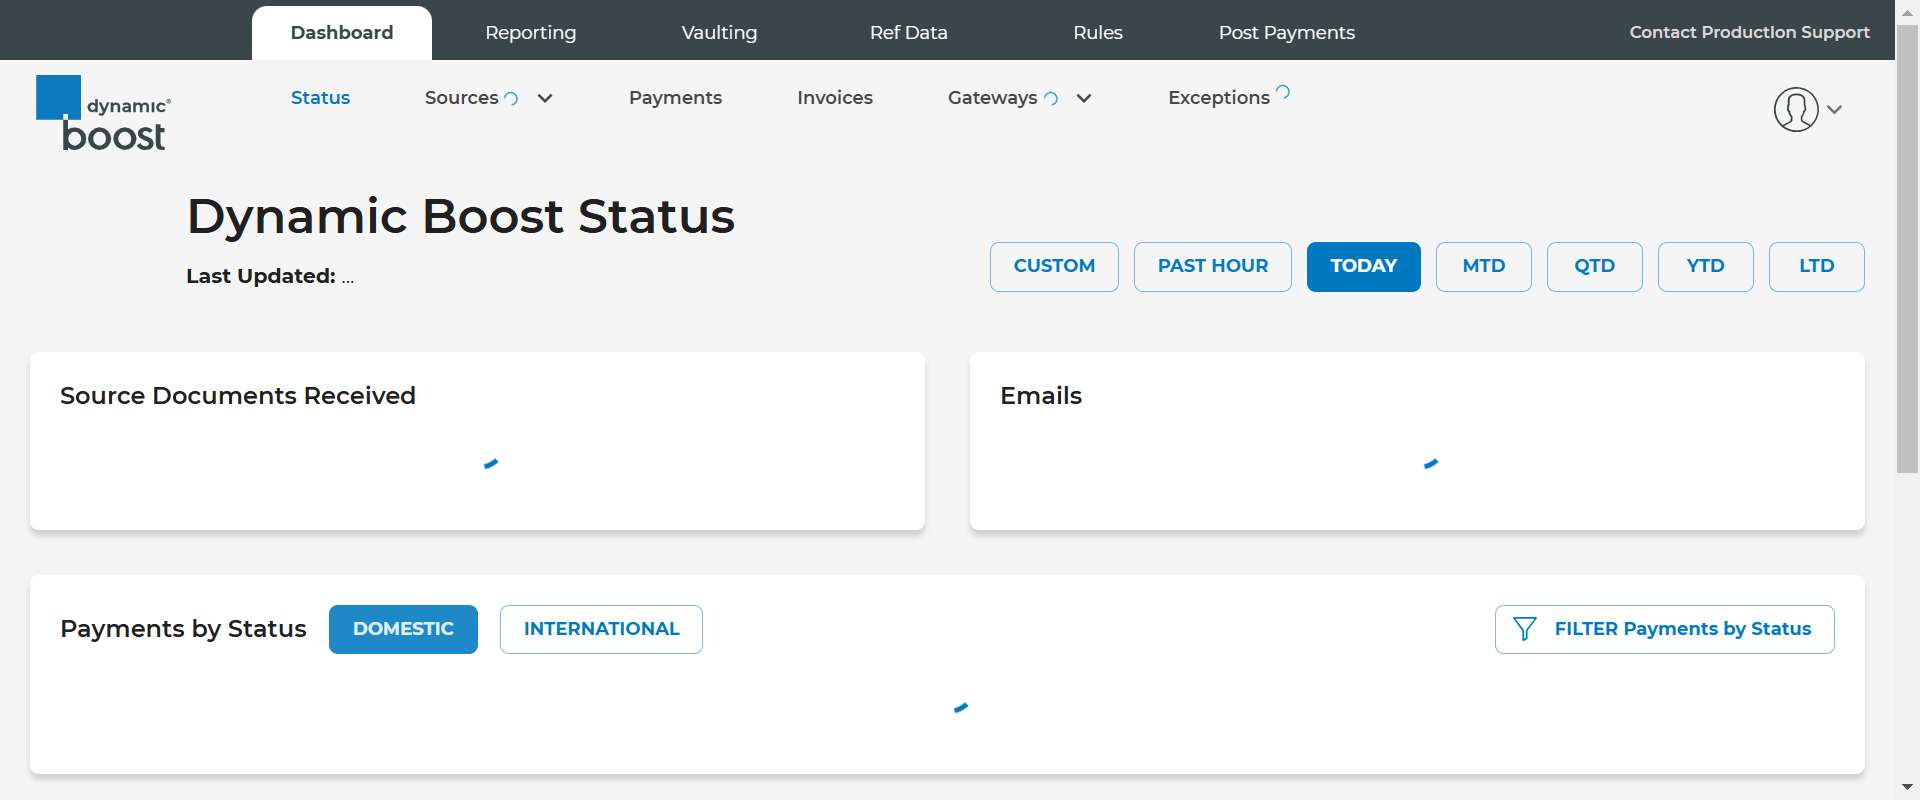 Dashboard
Reporting
Vaulting
Ref Data
Rules
Post Payments
Contact Production Support
dynamic®
boost
Status
Sources
Payments
Invoices
Gateways
Exceptions
Dynamic Boost Status
Last Updated: ...
CUSTOM
PAST HOUR
TODAY
MTD
QTD
YTD
LTD
Source Documents Received
Emails
Payments by Status
DOMESTIC
INTERNATIONAL
FILTER Payments by Status